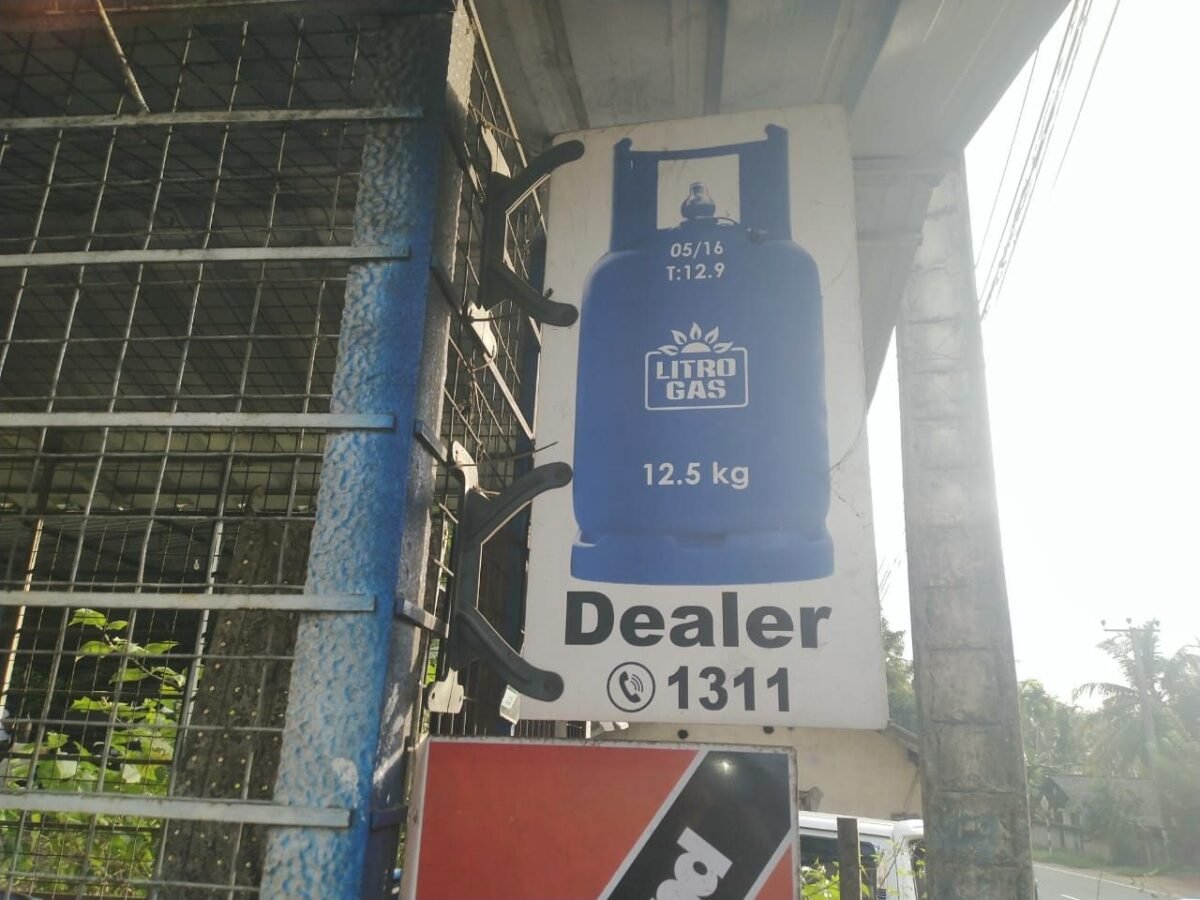 05/16
T:12.9
LITRO
GAS
12.5 kg
Dealer
1311